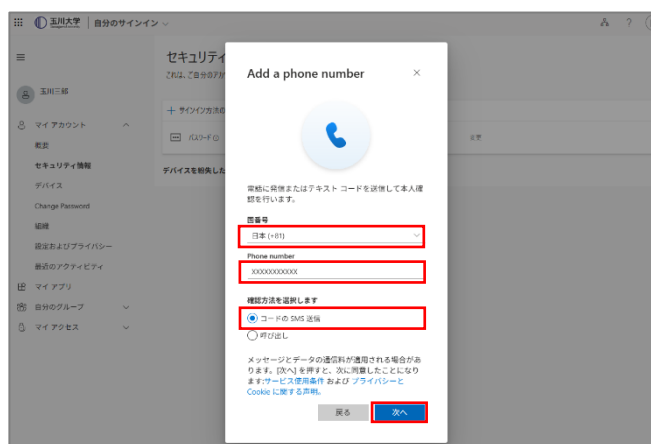 玉川大学 自分のサインイン
?
セキュリティ
これは、ご自分のアカ
玉川三郎
マイ アカウント
概要
セキュリティ情報
デバイス
Change Password
組織
設定およびプライバシー
最近のアクティビティ
マイ アプリ
自分のグループ
マイ アクセス
+ サインイン方法の
パスワード
変更
デバイスを紛失した
Add a phone number
電話に発信またはテキスト コードを送信して本人確
認を行います。
国番号
日本 (+81)
Phone number
XXXXXXXXXXX
確認方法を選択します
コードの SMS 送信
呼び出し
メッセージとデータの通信料が適用される場合があ
ります。[次へ] を押すと、次に同意したことになり
ます:サービス使用条件 および プライバシーと
Cookie に関する声明。
戻る 次へ